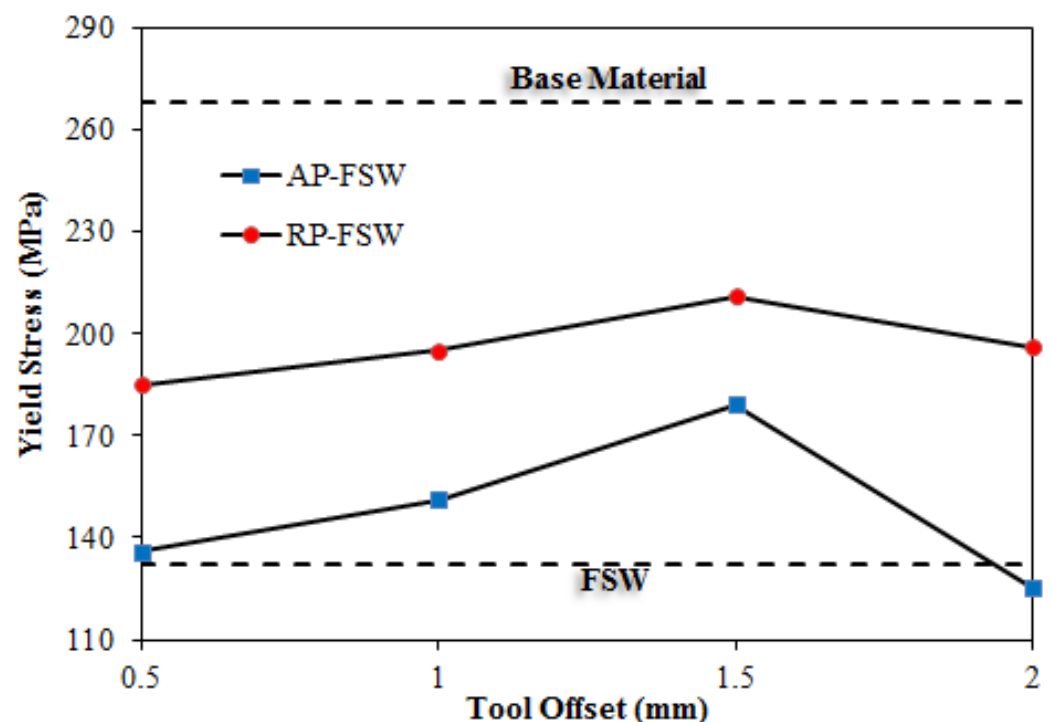 290
Base Material
260
AP-FSW
230
RP-FSW
Yield Stress (MPa)
200
170
140
FSW
110
0.5 1 1.5 2
Tool Offset (mm)